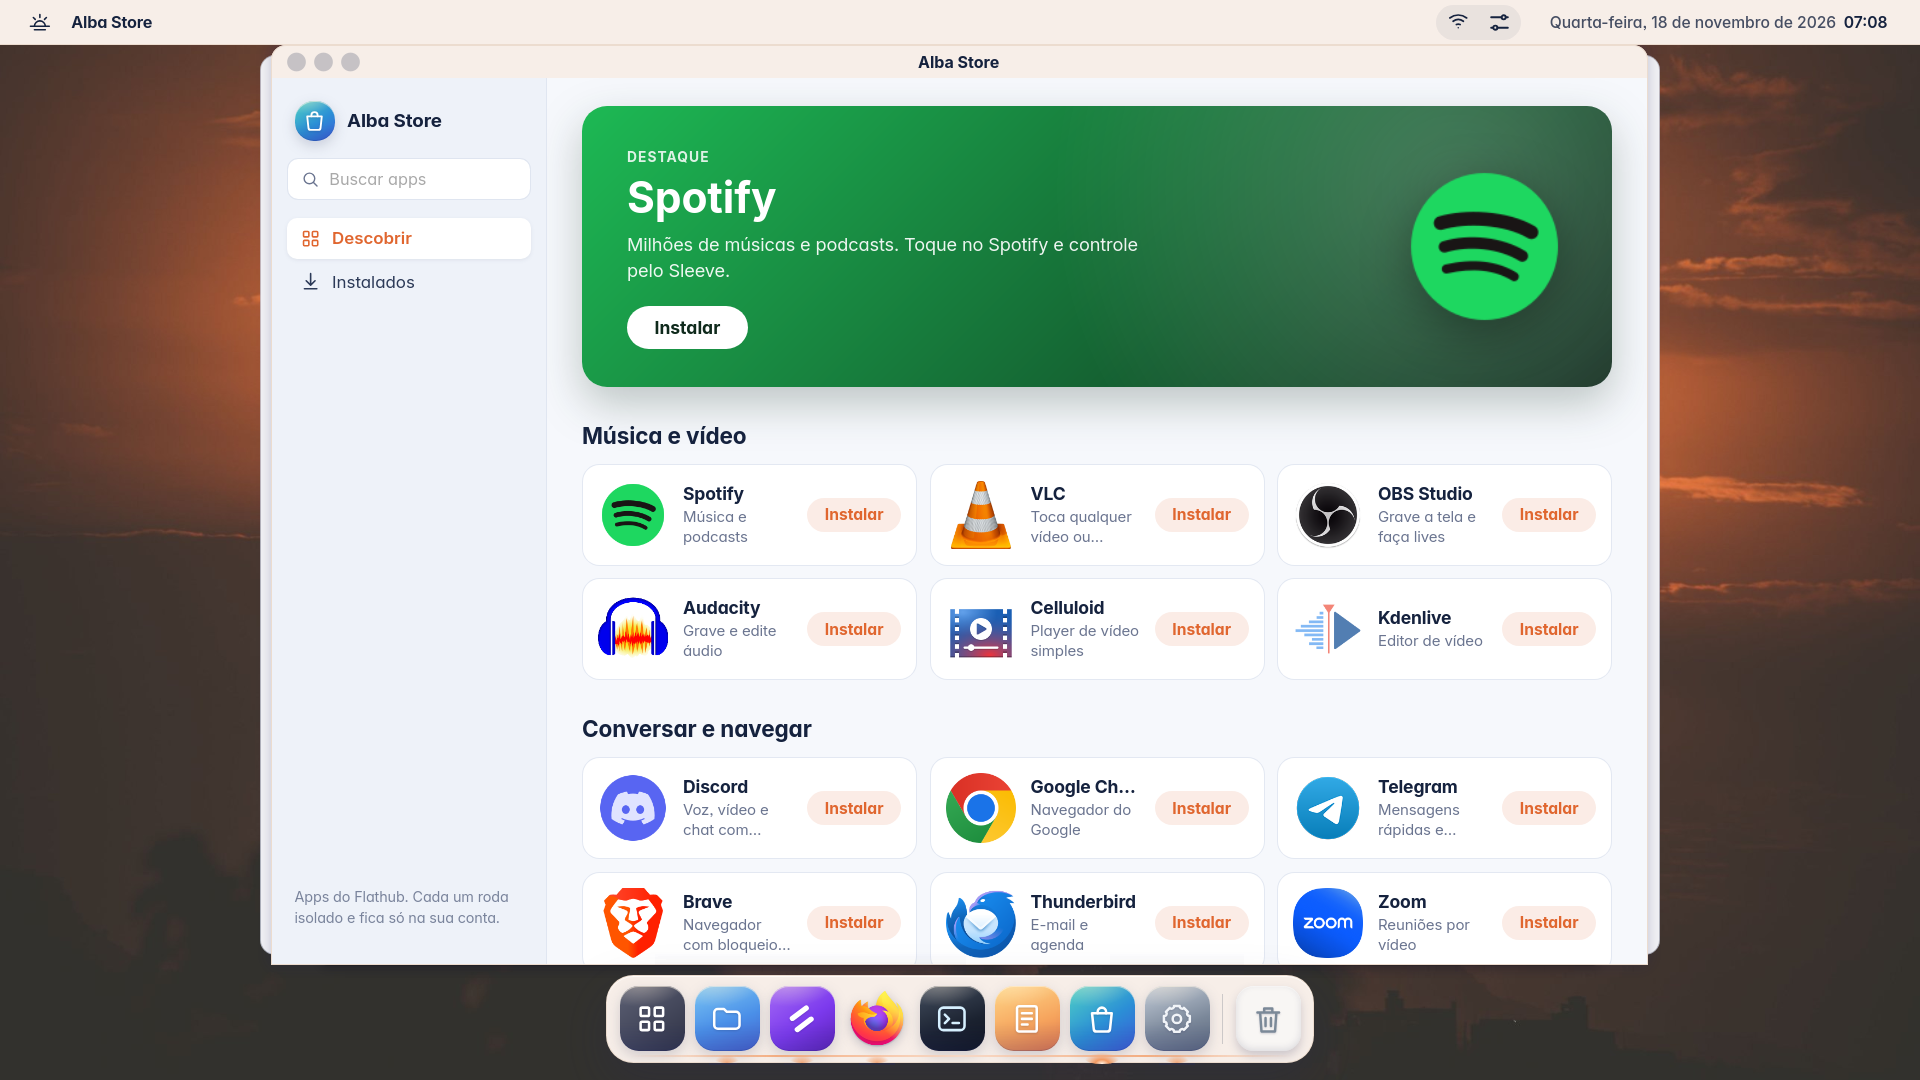 Alba Store
Quarta-feira, 18 de novembro de 2026 07:08
Alba Store
Alba Store
Buscar apps
Descobrir
Instalados
Apps do Flathub. Cada um roda
isolado e fica só na sua conta.
DESTAQUE
Spotify
Milhões de músicas e podcasts. Toque no Spotify e controle
pelo Sleeve.
Instalar
Música e vídeo
Spotify
Música e
podcasts
Instalar
VLC
Toca qualquer
vídeo ou...
Instalar
OBS Studio
Grave a tela e
faça lives
Instalar
Audacity
Grave e edite
áudio
Instalar
Celluloid
Player de vídeo
simples
Instalar
Kdenlive
Editor de vídeo
Instalar
Conversar e navegar
Discord
Voz, vídeo e
chat com...
Instalar
Google Ch...
Navegador do
Google
Instalar
Telegram
Mensagens
rápidas e...
Instalar
Brave
Navegador
com bloqueio...
Instalar
Thunderbird
E-mail e
agenda
Instalar
zoom
Zoom
Reuniões por
vídeo
Instalar